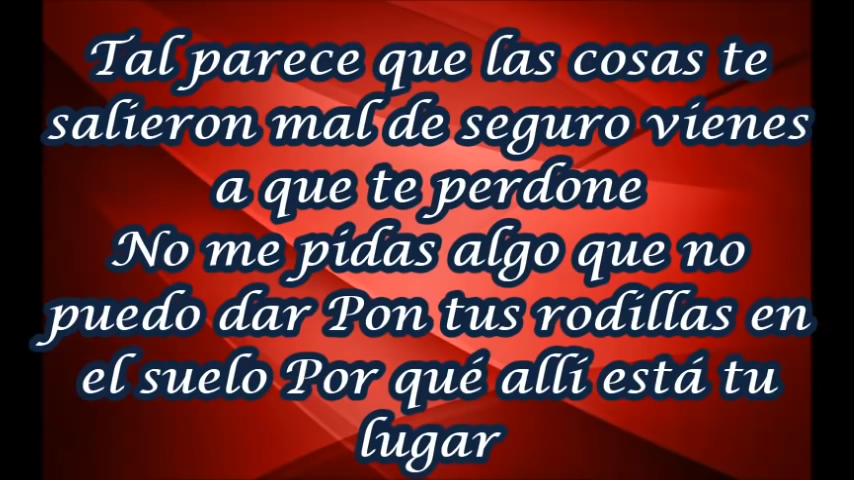 Tal parece que las cosas te
salieron mal de seguro vienes
a que te perdone
No me pidas algo que no
puedo dar Pon tus rodillas en
el suelo Por qué allí está tu
lugar